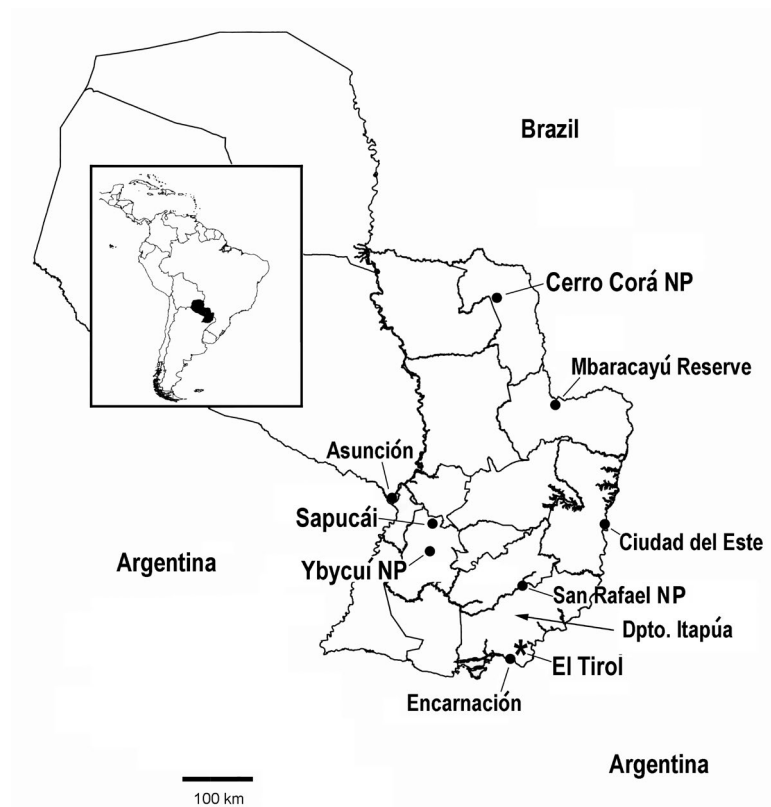 Brazil
Cerro Corá NP
Mbaracayú Reserve
Asunción
Sapucái
Ciudad del Este
Argentina
Ybycuí NP
San Rafael NP
Dpto. Itapúa
El Tirol
Encarnación
Argentina
100 km